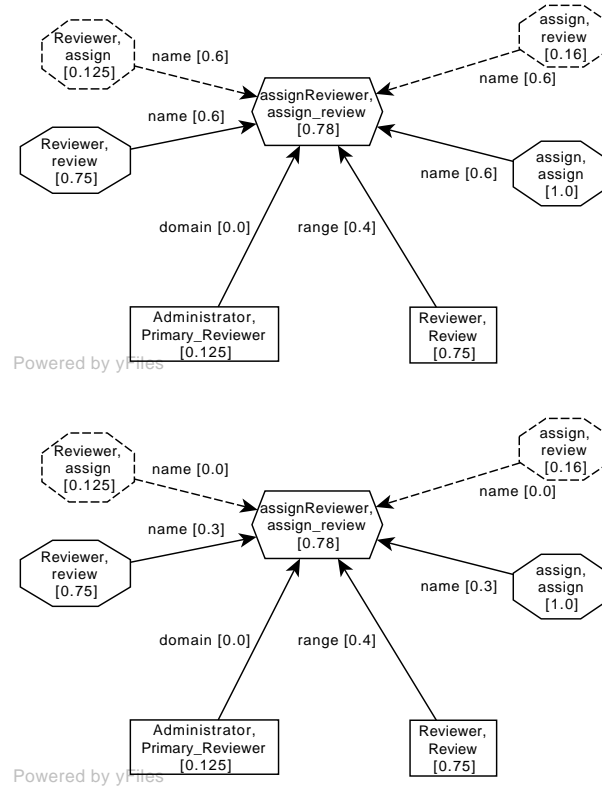 Reviewer,
assign
[0.125]
name [0.6]
assign,
review
[0.16]
name [0.6]
assignReviewer,
assign_review
[0.78]
name [0.6]
Reviewer,
review
[0.75]
name [0.6]
assign,
assign
[1.0]
domain [0.0]
range [0.4]
Administrator,
Primary_Reviewer
[0.125]
Reviewer,
Review
[0.75]
Powered by yFiles
Reviewer,
assign
[0.125]
name [0.0]
assign,
review
[0.16]
name [0.0]
assignReviewer,
assign_review
[0.78]
name [0.3]
Reviewer,
review
[0.75]
name [0.3]
assign,
assign
[1.0]
domain [0.0]
range [0.4]
Administrator,
Primary_Reviewer
[0.125]
Reviewer,
Review
[0.75]
Powered by yFiles